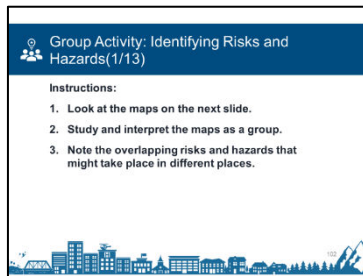 Group Activity: Identifying Risks and
Hazards(1/13)
Instructions:
1. Look at the maps on the next slide.
2. Study and interpret the maps as a group.
3. Note the overlapping risks and hazards that
might take place in different places.
102